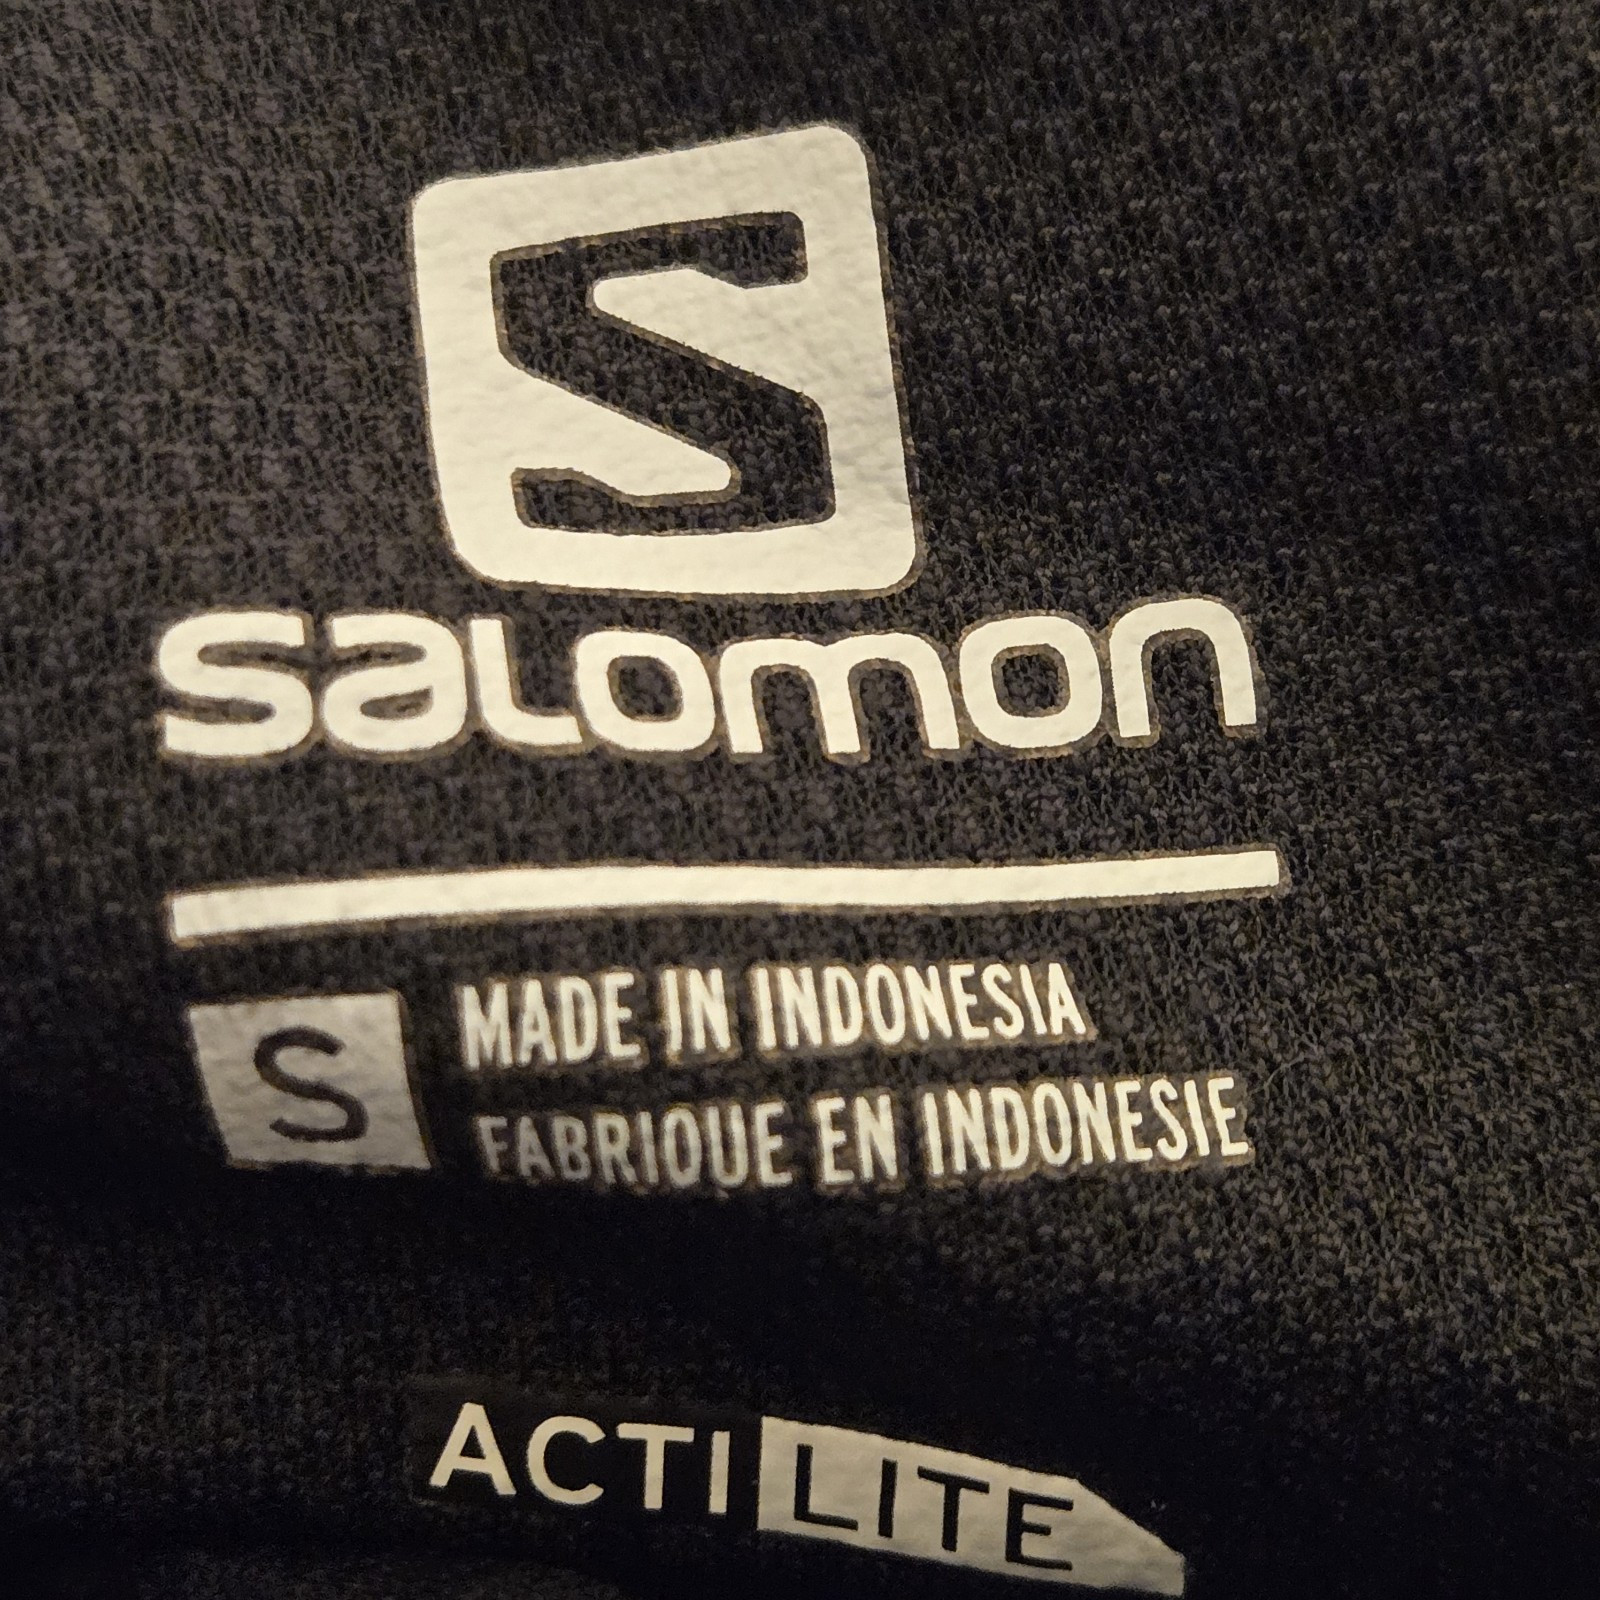 S
salomon
S
MADE IN INDONESIA
FABRIQUE EN INDONESIE
ACTILITE